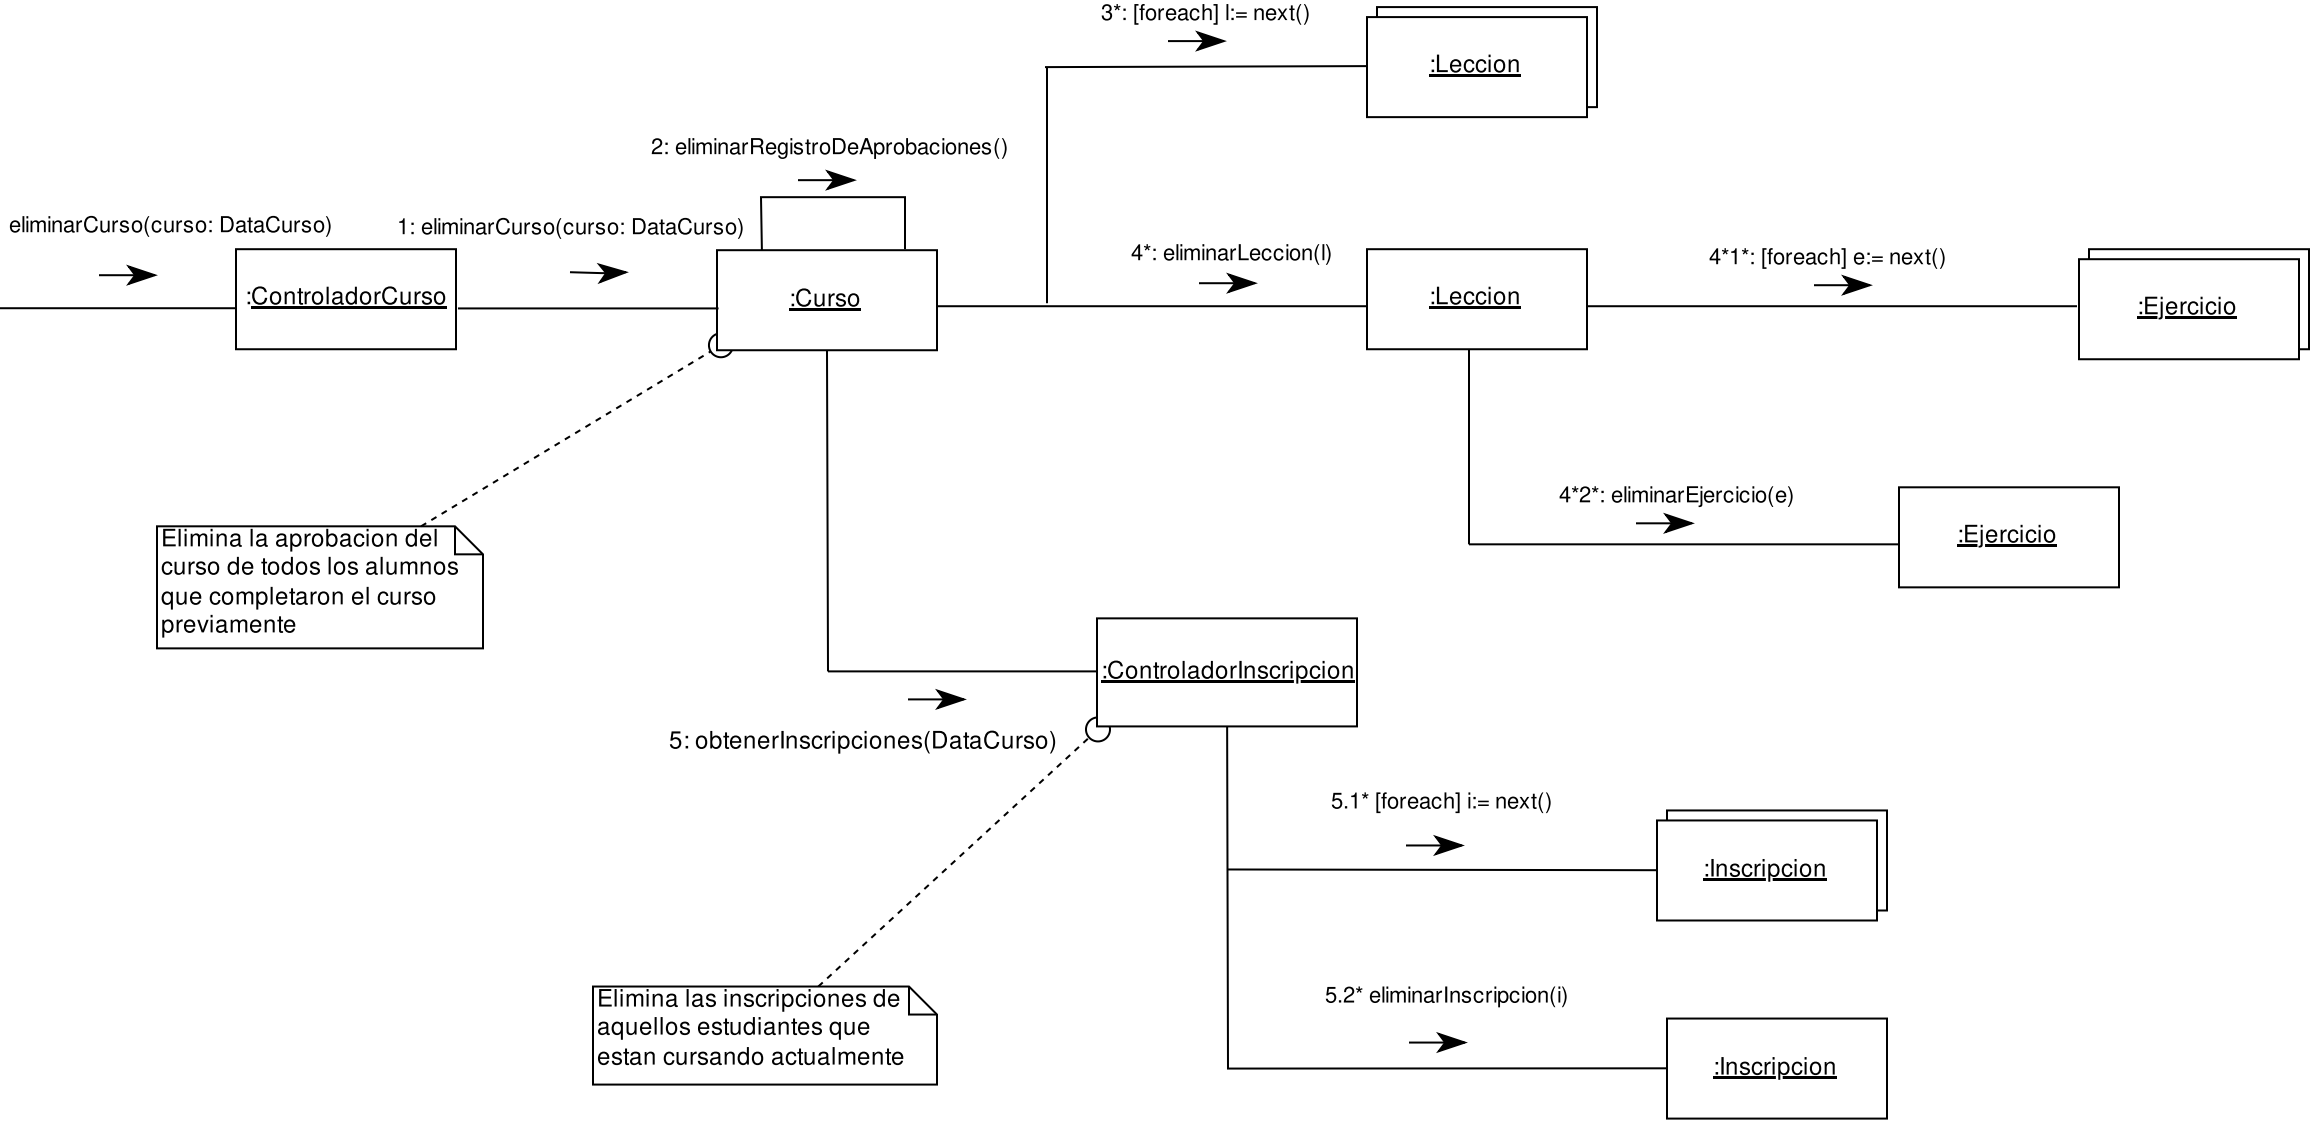 3*: [foreach] l:= next()
:Leccion
2: eliminarRegistroDeAprobaciones()
eliminarCurso(curso: DataCurso)
1: eliminarCurso(curso: DataCurso)
4*: eliminarLeccion(l)
4*1*: [foreach] e:= next()
:ControladorCurso
:Curso
:Leccion
:Ejercicio
4*2*: eliminarEjercicio(e)
:Ejercicio
Elimina la aprobacion del
curso de todos los alumnos
que completaron el curso
previamente
:ControladorInscripcion
5: obtenerInscripciones(DataCurso)
5.1* [foreach] i:= next()
:Inscripcion
5.2* eliminarInscripcion(i)
Elimina las inscripciones de
aquellos estudiantes que
estan cursando actualmente
:Inscripcion